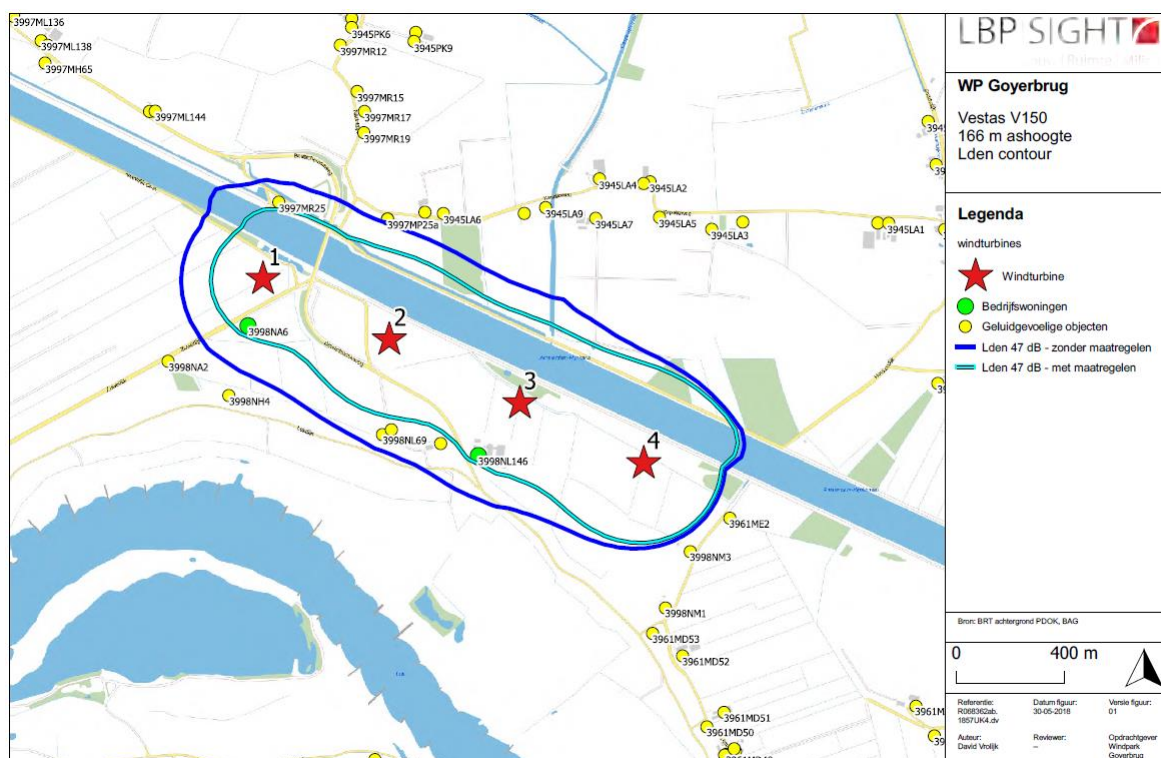 3997ML136
3997ML138
3997MH65
3997ML144
3945PK6
3997MR12
3945PK9
3997MR15
3997MR17
3997MR19
3997MR25
3997MP25a
3945LA6
3945LA9
3945LA4
3945LA2
3945LA7
3945LA5
3945LA3
3945LA1
1
2
3
4
3998NA6
3998NA2
3998NH4
3998NL69
3998NL146
3961ME2
3998NM3
3998NM1
3961MD53
3961MD52
3961MD51
3961MD50
LBP SIGHT
WP Goyerbrug
Vestas V150
166 m ashoogte
Lden contour
Legenda
windturbines
Windturbine
Bedrijfswoningen
Geluidgevoelige objecten
Lden 47 dB - zonder maatregelen
Lden 47 dB - met maatregelen
Bron: BRT achtergrond PDOK, BAG
0 400 m
Referentie: Datum figuur: Versie figuur:
R068362ab. 30-05-2018 01
1857UK4.dv
Auteur: Reviewer: Opdrachtgever
David Vrolijk -- Windpark
Goyerbrug